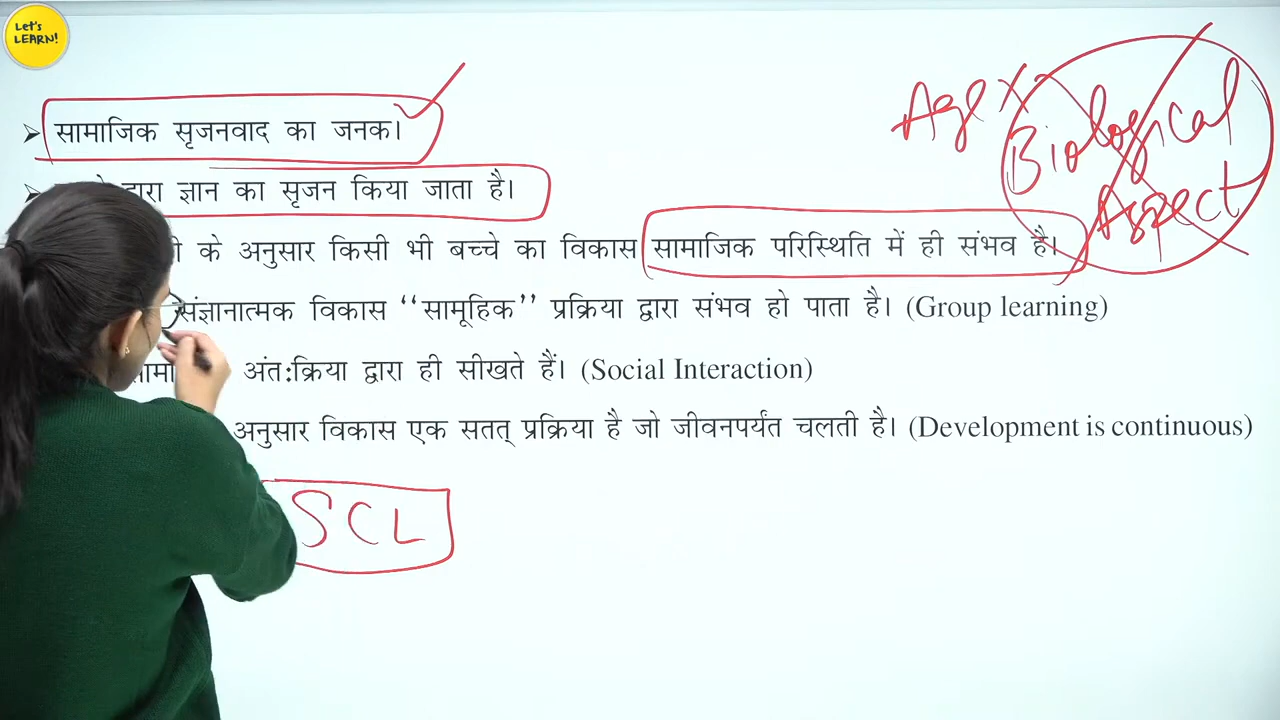 Let's
LEARN!
Age Biological
Aspect
➤ सामाजिक सृजनवाद का जनक।
द्वारा ज्ञान का सृजन किया जाता है।
के अनुसार किसी भी बच्चे का विकास सामाजिक परिस्थिति में ही संभव है।
संज्ञानात्मक विकास ‘‘सामूहिक’’ प्रक्रिया द्वारा संभव हो पाता है। (Group learning)
अंत:क्रिया द्वारा ही सीखते हैं। (Social Interaction)
अनुसार विकास एक सतत् प्रक्रिया है जो जीवनपर्यंत चलती है। (Development is continuous)
SCL